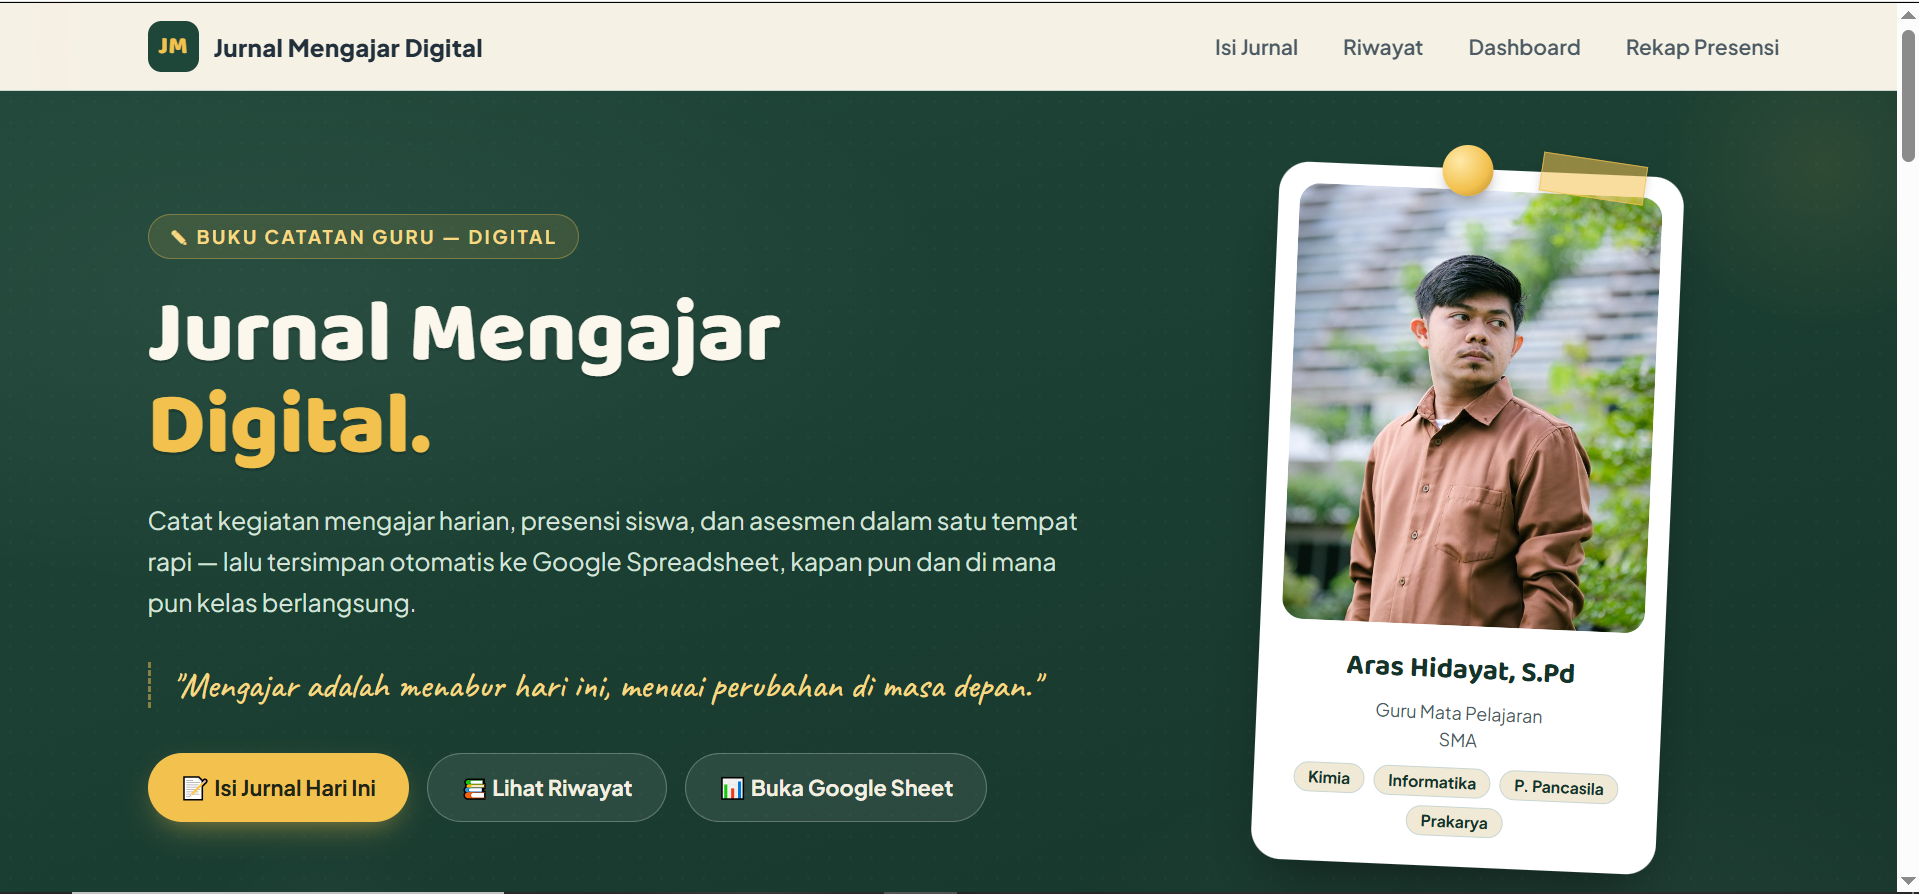 JM
Jurnal Mengajar Digital
Isi Jurnal
Riwayat
Dashboard
Rekap Presensi
BUKU CATATAN GURU — DIGITAL
Jurnal Mengajar
Digital.
Catat kegiatan mengajar harian, presensi siswa, dan asesmen dalam satu tempat
rapi — lalu tersimpan otomatis ke Google Spreadsheet, kapan pun dan di mana
pun kelas berlangsung.
"Mengajar adalah menabur hari ini, menuai perubahan di masa depan."
Isi Jurnal Hari Ini
Lihat Riwayat
Buka Google Sheet
Aras Hidayat, S.Pd
Guru Mata Pelajaran
SMA
Kimia
Informatika
P. Pancasila
Prakarya